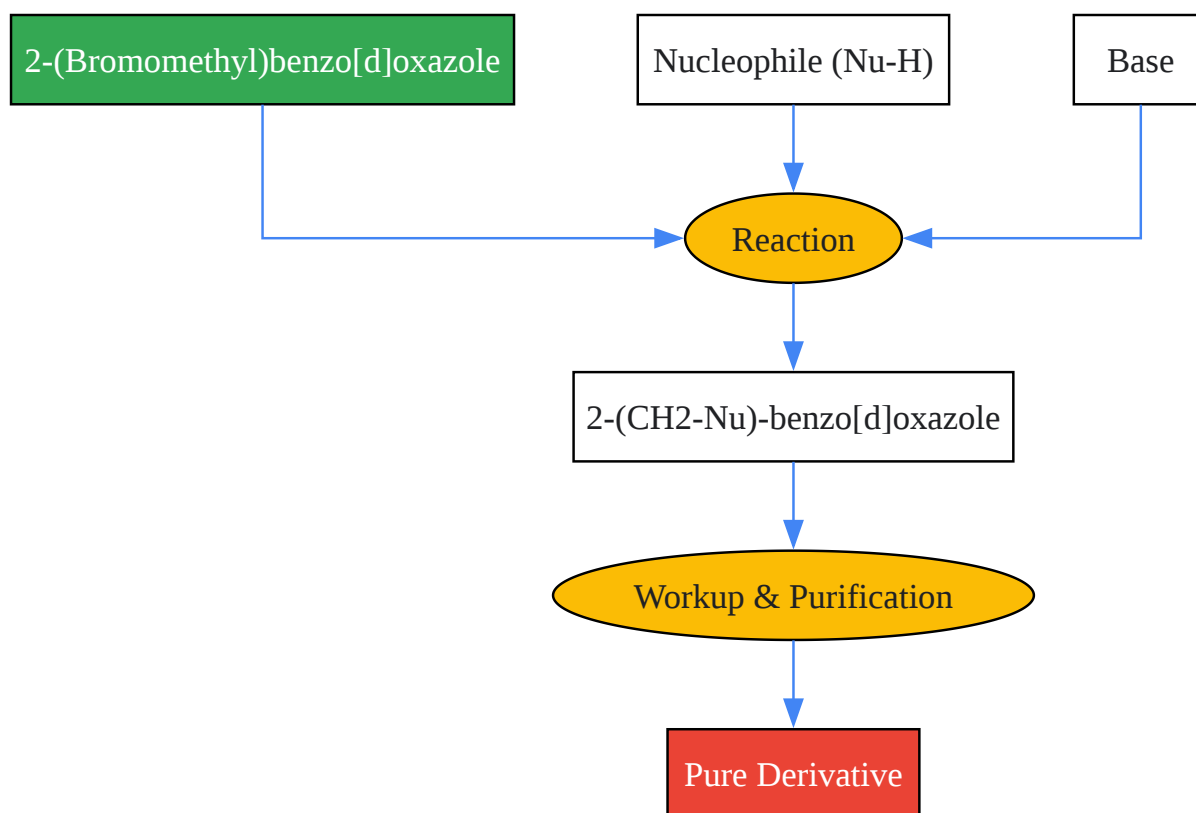 2-(Bromomethyl)benzo[d]oxazole
Nucleophile (Nu-H)
Base
Reaction
2-(CH2-Nu)-benzo[d]oxazole
Workup & Purification
Pure Derivative